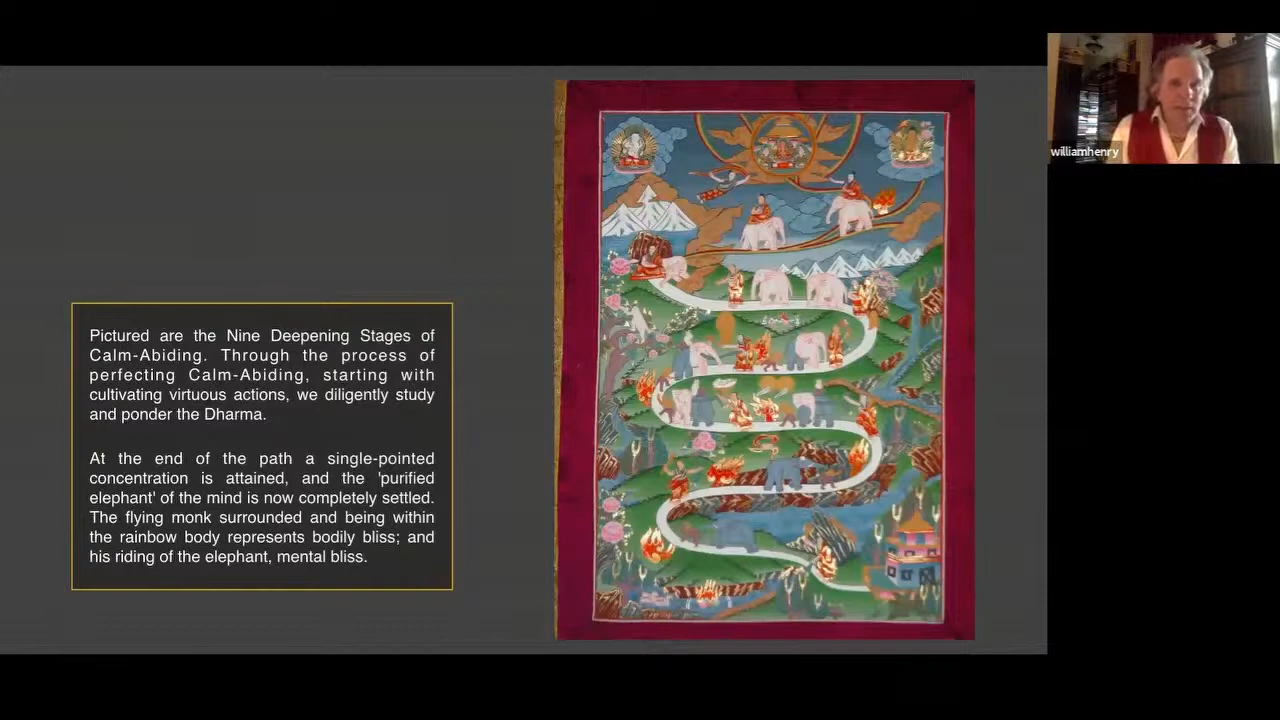 Pictured are the Nine Deepening Stages of
Calm-Abiding. Through the process of
perfecting Calm-Abiding, starting with
cultivating virtuous actions, we diligently study
and ponder the Dharma.
At the end of the path a single-pointed
concentration is attained, and the 'purified
elephant' of the mind is now completely settled.
The flying monk surrounded and being within
the rainbow body represents bodily bliss; and
his riding of the elephant, mental bliss.
williamhenry